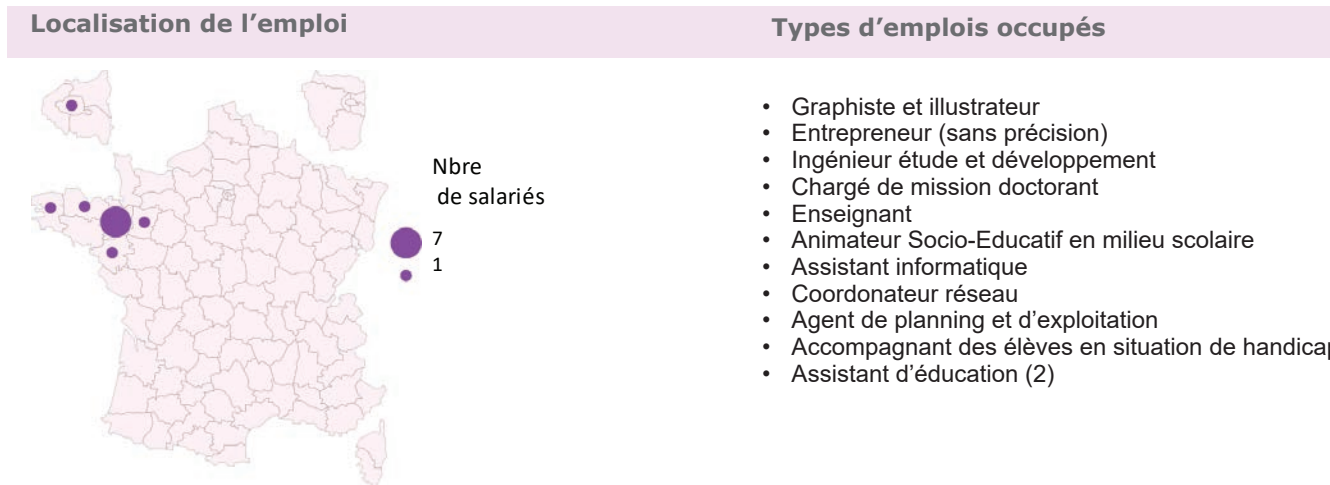 Localisation de l'emploi
Types d'emplois occupés
Nbre
de salariés
7
1
• Graphiste et illustrateur
• Entrepreneur (sans précision)
• Ingénieur étude et développement
• Chargé de mission doctorant
• Enseignant
• Animateur Socio-Educatif en milieu scolaire
• Assistant informatique
• Coordonateur réseau
• Agent de planning et d'exploitation
• Accompagnant des élèves en situation de handicap
• Assistant d'éducation (2)